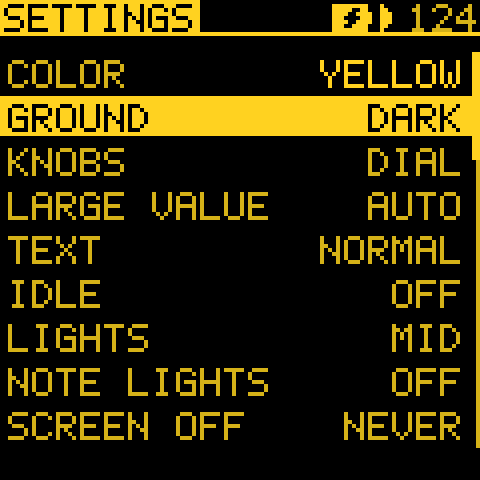 SETTINGS 124
COLOR YELLOW
GROUND DARK
KNOBS DIAL
LARGE VALUE AUTO
TEXT NORMAL
IDLE OFF
LIGHTS MID
NOTE LIGHTS OFF
SCREEN OFF NEVER